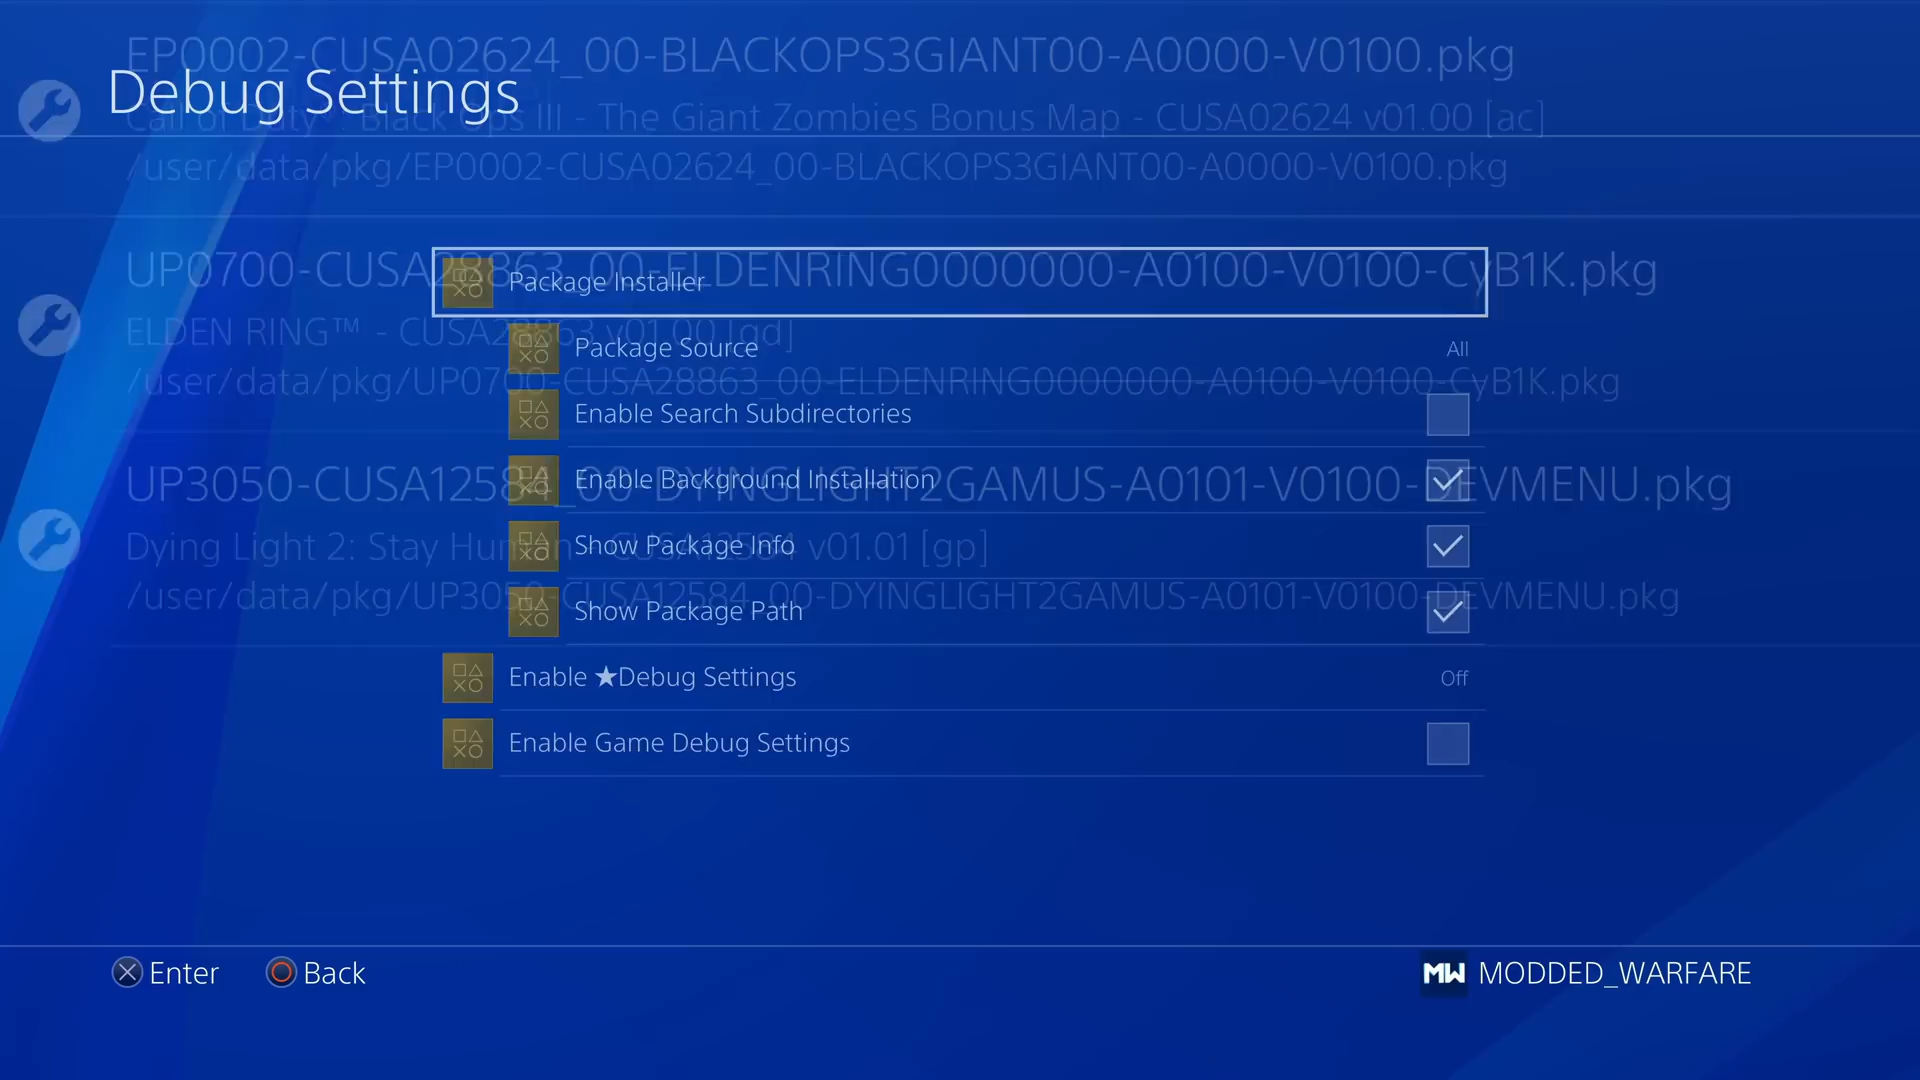 EP0002-CUSA02624_00-BLACKOPS3GIANT00-A0000-V0100.pkg
Debug Settings
Call of Duty®: Black Ops III - The Giant Zombies Bonus Map - CUSA02624 v01.00 [ac]
/user/data/pkg/EP0002-CUSA02624_00-BLACKOPS3GIANT00-A0000-V0100.pkg
UP0700-CUSA28863_00-ELDENRING0000000-A0100-V0100-CyB1K.pkg
Package Installer
ELDEN RING™ - CUSA28863 v01.00 [gd]
Package Source All
/user/data/pkg/UP0700-CUSA28863_00-ELDENRING0000000-A0100-V0100-CyB1K.pkg
Enable Search Subdirectories
UP3050-CUSA12584_00-DYINGLIGHT2GAMUS-A0101-V0100-DEVMENU.pkg
Enable Background Installation
Dying Light 2: Stay Human - CUSA12584 v01.01 [gp]
Show Package Info
/user/data/pkg/UP3050-CUSA12584_00-DYINGLIGHT2GAMUS-A0101-V0100-DEVMENU.pkg
Show Package Path
Enable ★Debug Settings Off
Enable Game Debug Settings
Enter Back MW MODDED_WARFARE